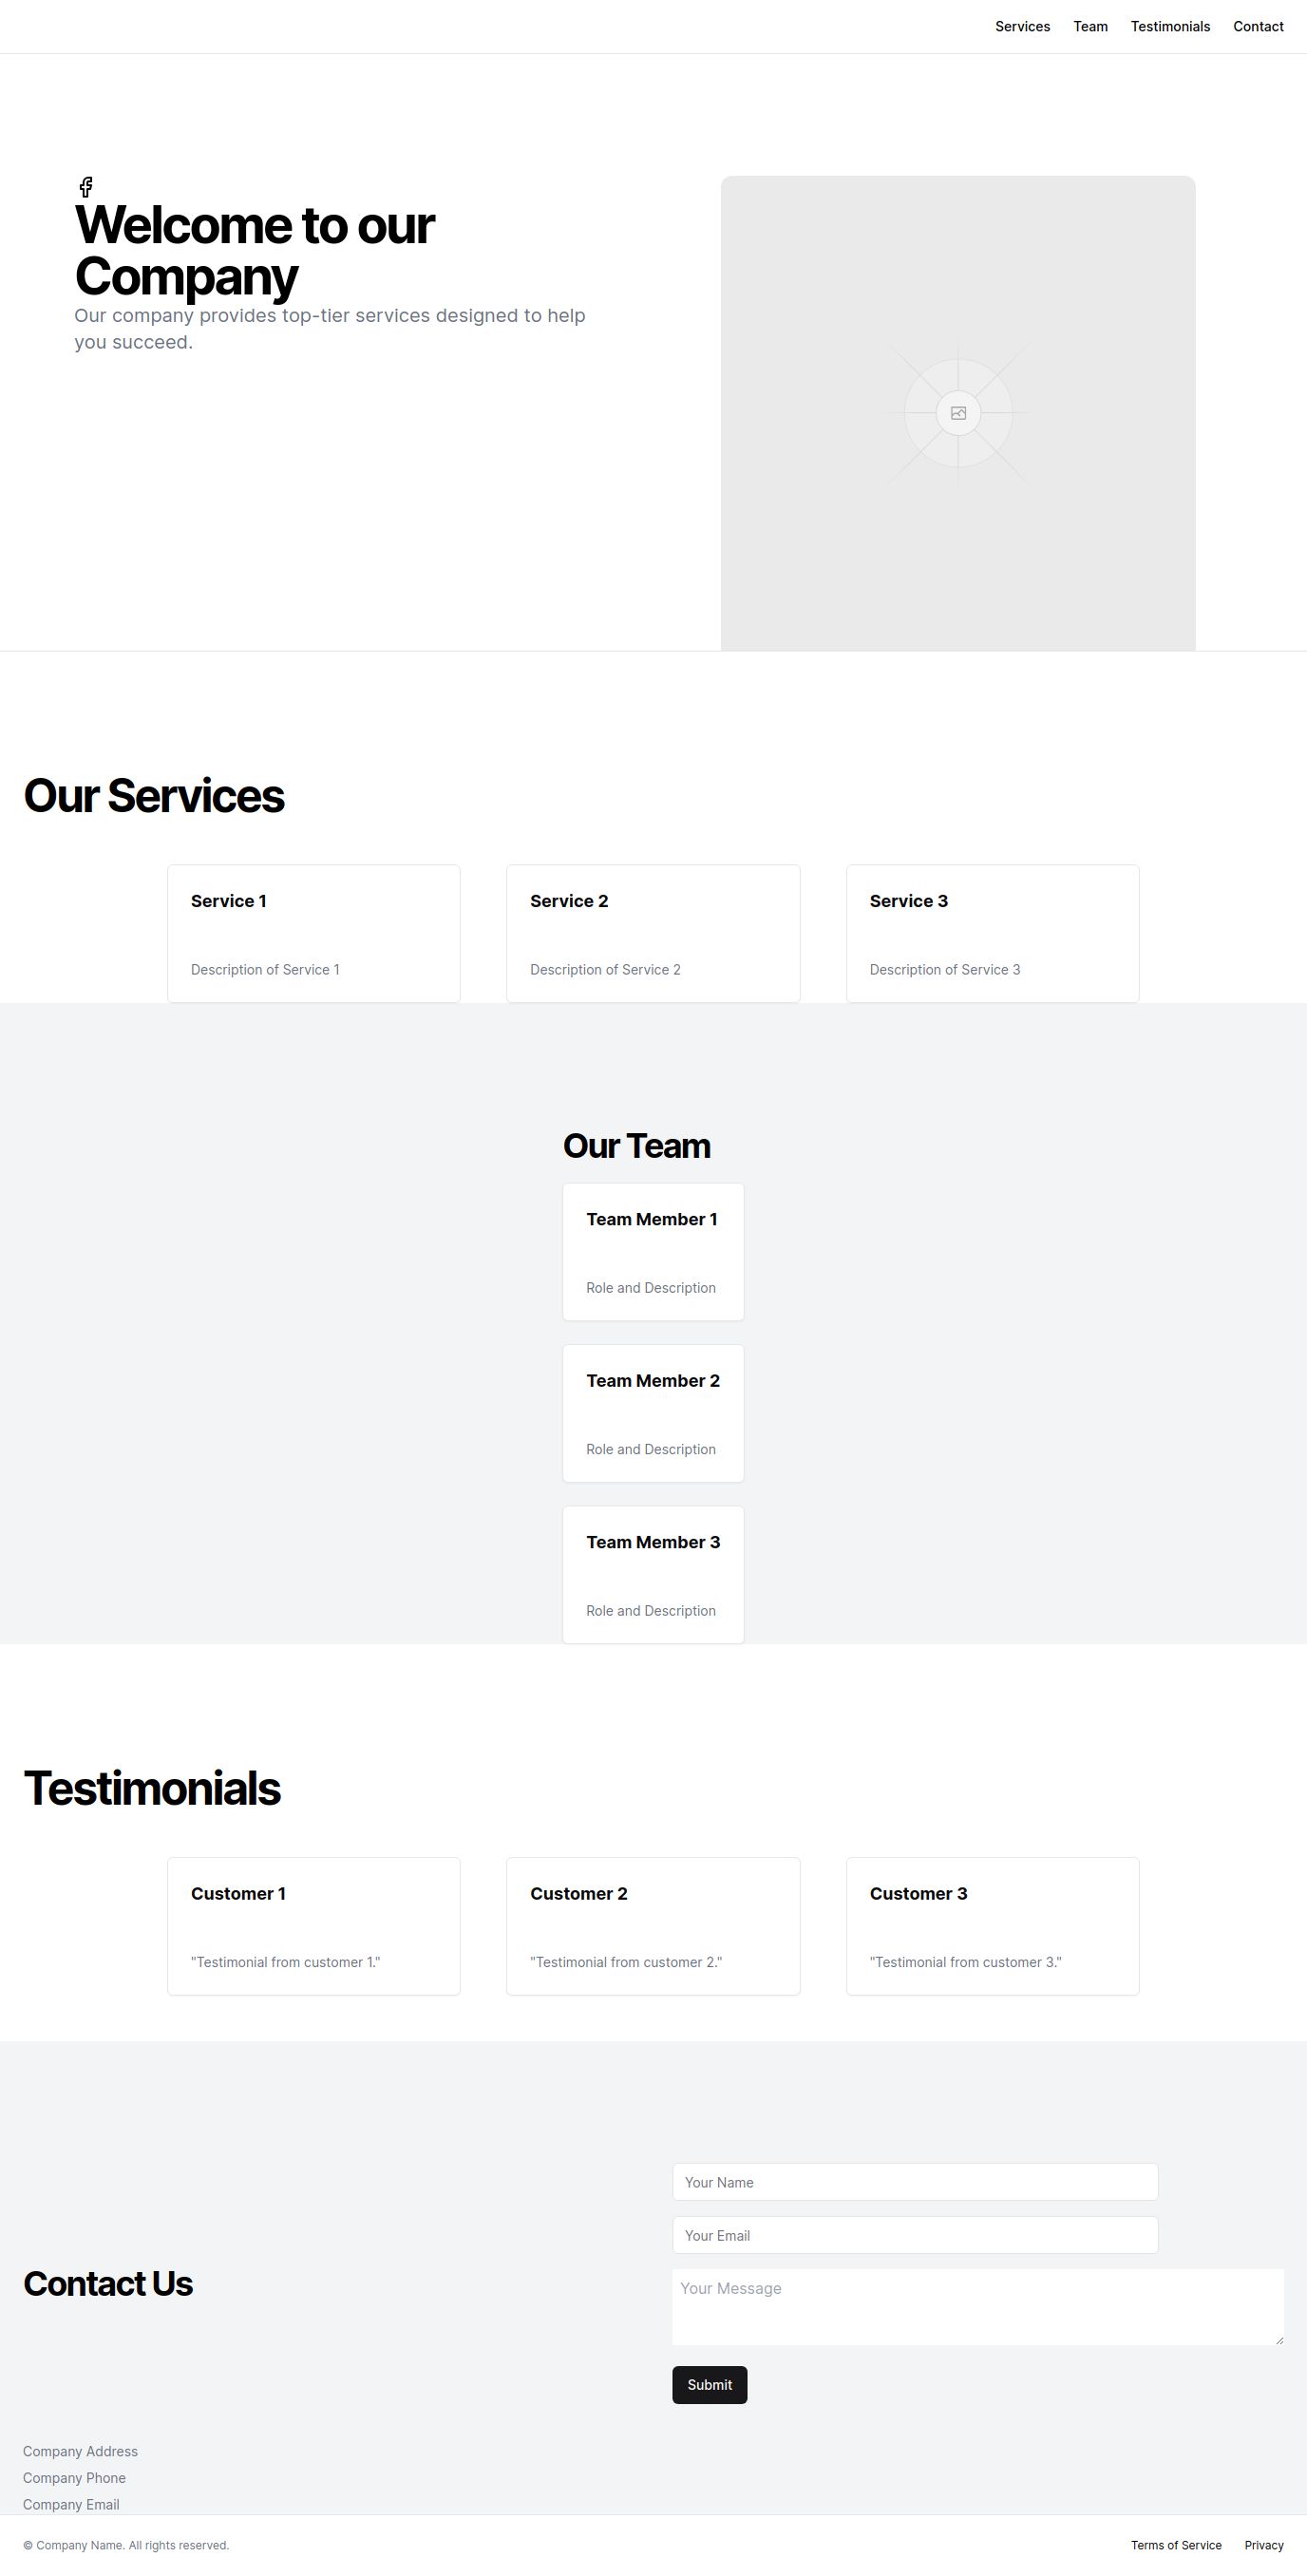 Services Team Testimonials Contact
Welcome to our
Company
Our company provides top-tier services designed to help
you succeed.
Our Services
Service 1
Description of Service 1
Service 2
Description of Service 2
Service 3
Description of Service 3
Our Team
Team Member 1
Role and Description
Team Member 2
Role and Description
Team Member 3
Role and Description
Testimonials
Customer 1
"Testimonial from customer 1."
Customer 2
"Testimonial from customer 2."
Customer 3
"Testimonial from customer 3."
Contact Us
Your Name
Your Email
Your Message
Submit
Company Address
Company Phone
Company Email
© Company Name. All rights reserved.
Terms of Service Privacy